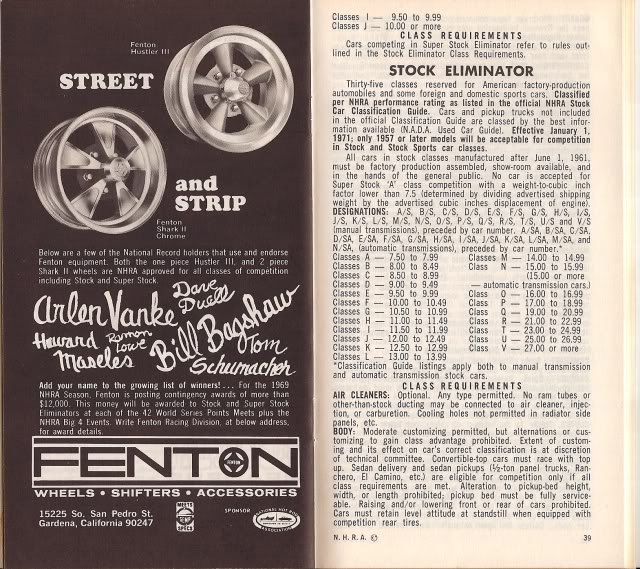 Fenton
Hustler III
STREET
and
STRIP
Fenton
Shark II
Chrome
Below are a few of the National Record holders that use and endorse
Fenton equipment. Both the one piece Hustler III, and 2 piece
Shark II wheels are NHRA approved for all classes of competition
including Stock and Super Stock.
Arlen Vanke
Dave
Duell
Howard
Maseles
Ramon
Lowe
Bill Bagshaw
Tom
Schumacher
Add your name to the growing list of winners! . . . For the 1969
NHRA Season, Fenton is posting contingency awards of more than
$12,000. This money will be awarded to Stock and Super Stock
Eliminators at each of the 42 World Series Points Meets plus the
NHRA Big 4 Events. Write Fenton Racing Division, at below address,
for award details.
FENTON
WHEELS • SHIFTERS • ACCESSORIES
15225 So. San Pedro St.
Gardena, California 90247
MEETS
SPECS
SPONSOR
NATIONAL HOT ROD
ASSOCIATION
Classes I — 9.50 to 9.99
Classes J — 10.00 or more
CLASS REQUIREMENTS
Cars competing in Super Stock Eliminator refer to rules out-
lined in the Stock Eliminator Class Requirements.
STOCK ELIMINATOR
Thirty-five classes reserved for American factory-production
automobiles and some foreign and domestic sports cars. Classified
per NHRA performance rating as listed in the official NHRA Stock
Car Classification Guide. Cars and pickup trucks not included
in the official Classification Guide are classed by the best infor-
mation available (N.A.D.A. Used Car Guide). Effective January 1,
1971; only 1957 or later models will be acceptable for competition
in Stock and Stock Sports car classes.
All cars in stock classes manufactured after June 1, 1961,
must be factory production assembled, showroom available, and
in the hands of the general public. No car is accepted for
Super Stock 'A' class competition with a weight-to-cubic inch
factor lower than 7.5 (determined by dividing advertised shipping
weight by the advertised cubic inches displacement of engine).
DESIGNATIONS: A/S, B/S, C/S, D/S, E/S, F/S, G/S, H/S, I/S,
J/S, K/S, L/S, M/S, N/S, O/S, P/S, Q/S, R/S, T/S, U/S and V/S
(manual transmissions), preceded by car number. A/SA, B/SA, C/SA,
D/SA, E/SA, F/SA, G/SA, H/SA, I/SA, J/SA, K/SA, L/SA, M/SA, and
N/SA, (automatic transmissions), preceded by car number.*
Classes A — 7.50 to 7.99 Classes M — 14.00 to 14.99
Classes B — 8.00 to 8.49 Class N — 15.00 to 15.99
Classes C — 8.50 to 8.99 (15.00 or more
Classes D — 9.00 to 9.49 — automatic transmissions.)
Classes E — 9.50 to 9.99 Class O — 16.00 to 16.99
Classes F — 10.00 to 10.49 Class P — 17.00 to 18.99
Classes G — 10.50 to 10.99 Class Q — 19.00 to 20.99
Classes H — 11.00 to 11.49 Class R — 21.00 to 22.99
Classes I — 11.50 to 11.99 Class T — 23.00 to 24.99
Classes J — 12.00 to 12.49 Class U — 25.00 to 26.99
Classes K — 12.50 to 12.99 Class V — 27.00 or more
Classes L — 13.00 to 13.99
*Classification Guide listings apply both to manual transmission
and automatic transmission stock cars.
CLASS REQUIREMENTS
AIR CLEANERS: Optional. Any type permitted. No ram tubes or
other-than-stock ducting may be connected to air cleaner, injec-
tion, or carburetion. Cooling holes not permitted in radiator side
panels, etc.
BODY: Moderate customizing permitted, but alterations or cus-
tomizing to gain class advantage prohibited. Extent of custom-
izing and its effect on car's correct classification is at discretion
of technical committee. Convertible-top cars must race with top
up. Sedan delivery and sedan pickups (½-ton panel trucks, Ran-
chero, El Camino, etc.) are eligible for competition only if all
class requirements are met. Alteration to pickup-bed height,
width, or length prohibited; pickup bed must be fully service-
able. Raising and/or lowering front or rear of cars prohibited.
Cars must retain level attitude at standstill when equipped with
competition rear tires.
N. H. R. A. ©
39